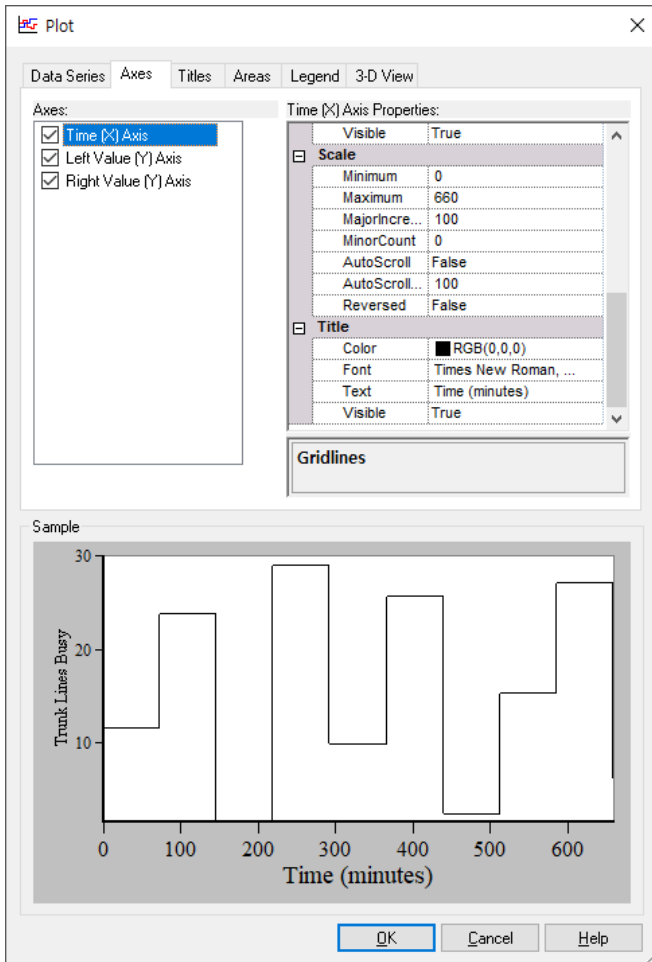 Plot
Data Series Axes Titles Areas Legend 3-D View
Axes:
Time (X) Axis
Left Value (Y) Axis
Right Value (Y) Axis
Time (X) Axis Properties:
Visible True
Scale
Minimum 0
Maximum 660
MajorIncre... 100
MinorCount 0
AutoScroll False
AutoScroll... 100
Reversed False
Title
Color RGB(0,0,0)
Font Times New Roman, ...
Text Time (minutes)
Visible True
Gridlines
Sample
Trunk Lines Busy
30
20
10
0 100 200 300 400 500 600
Time (minutes)
OK Cancel Help